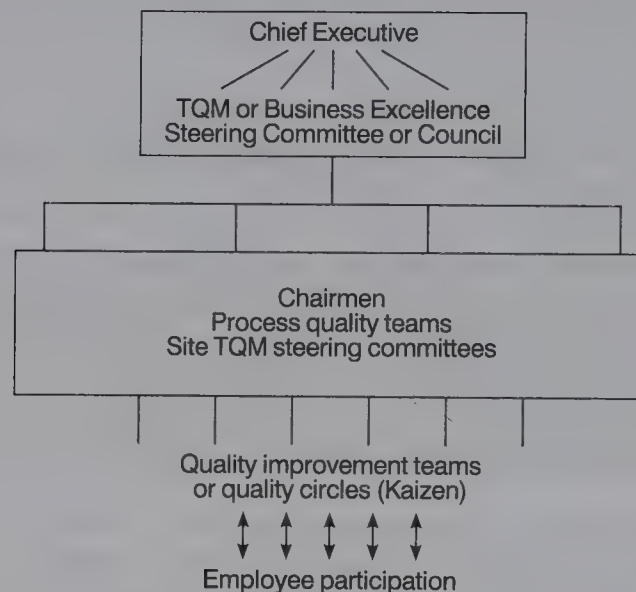 Chief Executive
TQM or Business Excellence
Steering Committee or Council
Chairmen
Process quality teams
Site TQM steering committees
Quality improvement teams
or quality circles (Kaizen)
Employee participation